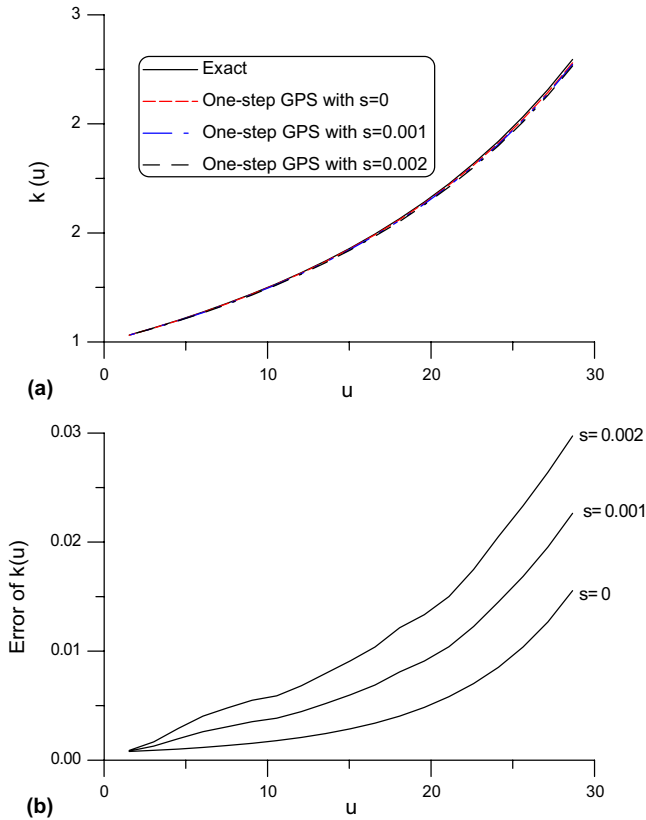 3
Exact
One-step GPS with s=0
One-step GPS with s=0.001
One-step GPS with s=0.002
2
2
1
k (u)
0
10
20
30
u
(a)
0.03
0.02
0.01
0.00
Error of k(u)
s= 0.002
s= 0.001
s= 0
0
10
20
30
u
(b)